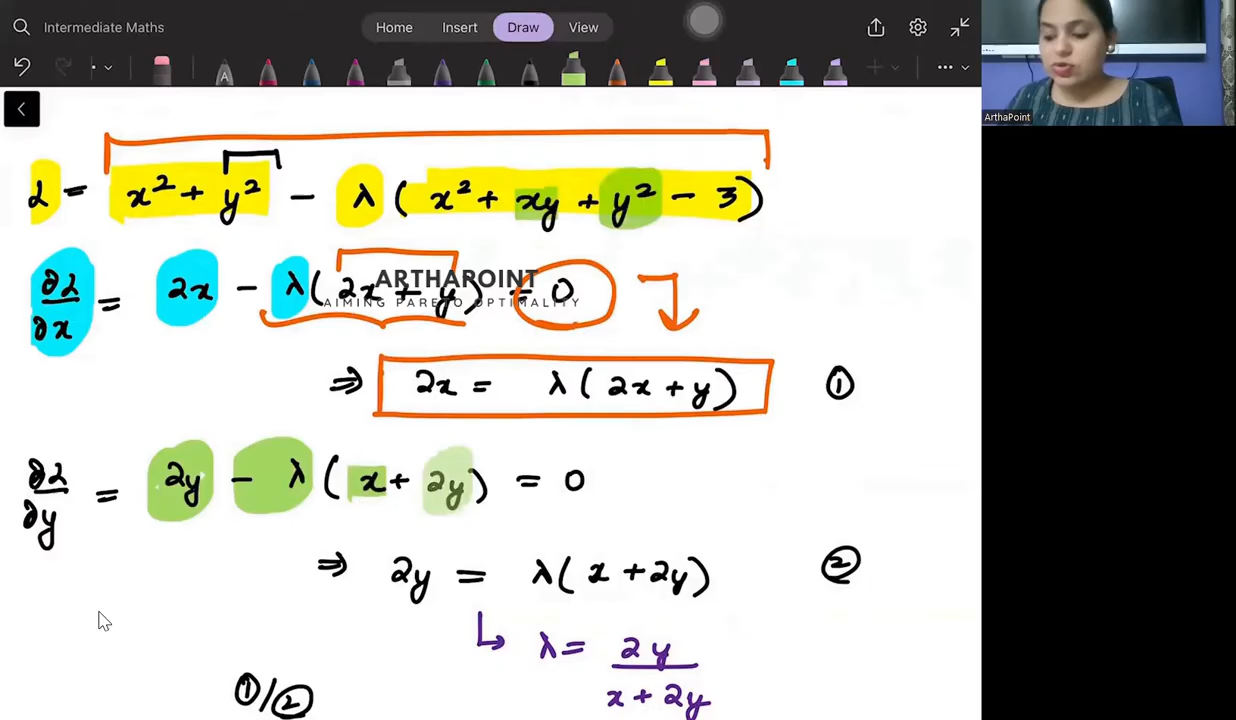 Intermediate Maths
Home Insert Draw View
ArthaPoint
ℒ = x² + y² − λ ( x² + xy + y² − 3 )
∂ℒ/∂x = 2x − λ ( 2x + y ) = 0
ARTHAPOINT
AIMING PARETO OPTIMALITY
⇒ 2x = λ ( 2x + y ) ①
∂ℒ/∂y = 2y − λ ( x + 2y ) = 0
⇒ 2y = λ ( x + 2y ) ②
↳ λ = 2y / (x + 2y)
①/②